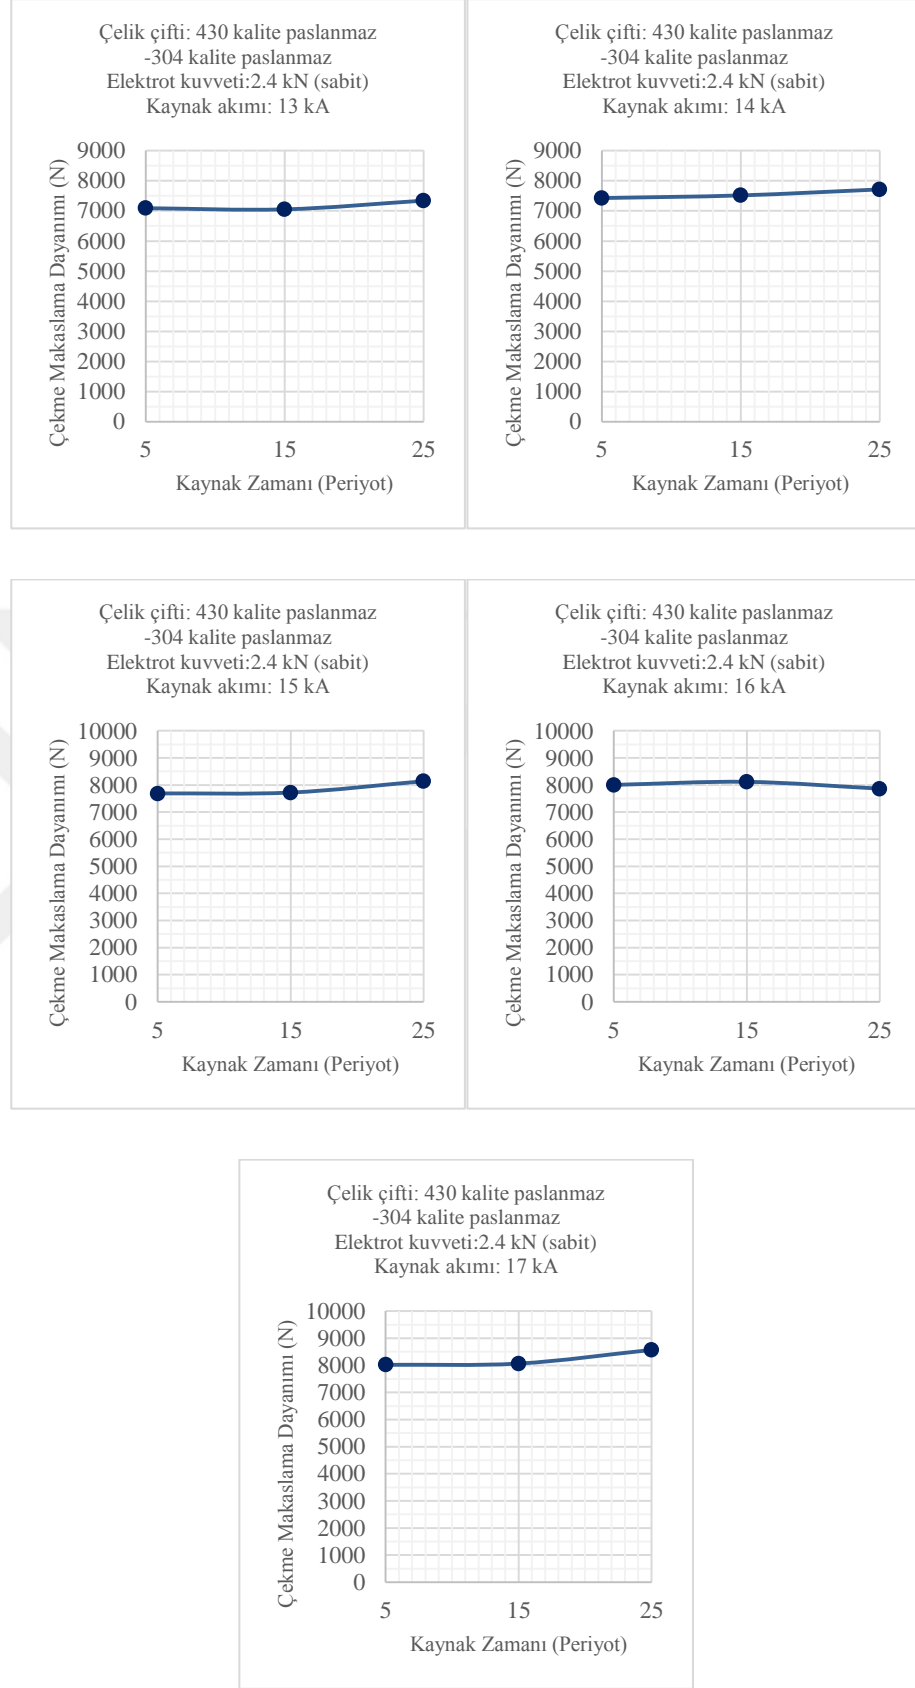 Çelik çifti: 430 kalite paslanmaz
-304 kalite paslanmaz
Elektrot kuvveti:2.4 kN (sabit)
Kaynak akımı: 13 kA
Çekme Makaslama Dayanımı (N)
9000
8000
7000
6000
5000
4000
3000
2000
1000
0
5 15 25
Kaynak Zamanı (Periyot)
Çelik çifti: 430 kalite paslanmaz
-304 kalite paslanmaz
Elektrot kuvveti:2.4 kN (sabit)
Kaynak akımı: 14 kA
Çekme Makaslama Dayanımı (N)
9000
8000
7000
6000
5000
4000
3000
2000
1000
0
5 15 25
Kaynak Zamanı (Periyot)
Çelik çifti: 430 kalite paslanmaz
-304 kalite paslanmaz
Elektrot kuvveti:2.4 kN (sabit)
Kaynak akımı: 15 kA
Çekme Makaslama Dayanımı (N)
10000
9000
8000
7000
6000
5000
4000
3000
2000
1000
0
5 15 25
Kaynak Zamanı (Periyot)
Çelik çifti: 430 kalite paslanmaz
-304 kalite paslanmaz
Elektrot kuvveti:2.4 kN (sabit)
Kaynak akımı: 16 kA
Çekme Makaslama Dayanımı (N)
10000
9000
8000
7000
6000
5000
4000
3000
2000
1000
0
5 15 25
Kaynak Zamanı (Periyot)
Çelik çifti: 430 kalite paslanmaz
-304 kalite paslanmaz
Elektrot kuvveti:2.4 kN (sabit)
Kaynak akımı: 17 kA
Çekme Makaslama Dayanımı (N)
10000
9000
8000
7000
6000
5000
4000
3000
2000
1000
0
5 15 25
Kaynak Zamanı (Periyot)